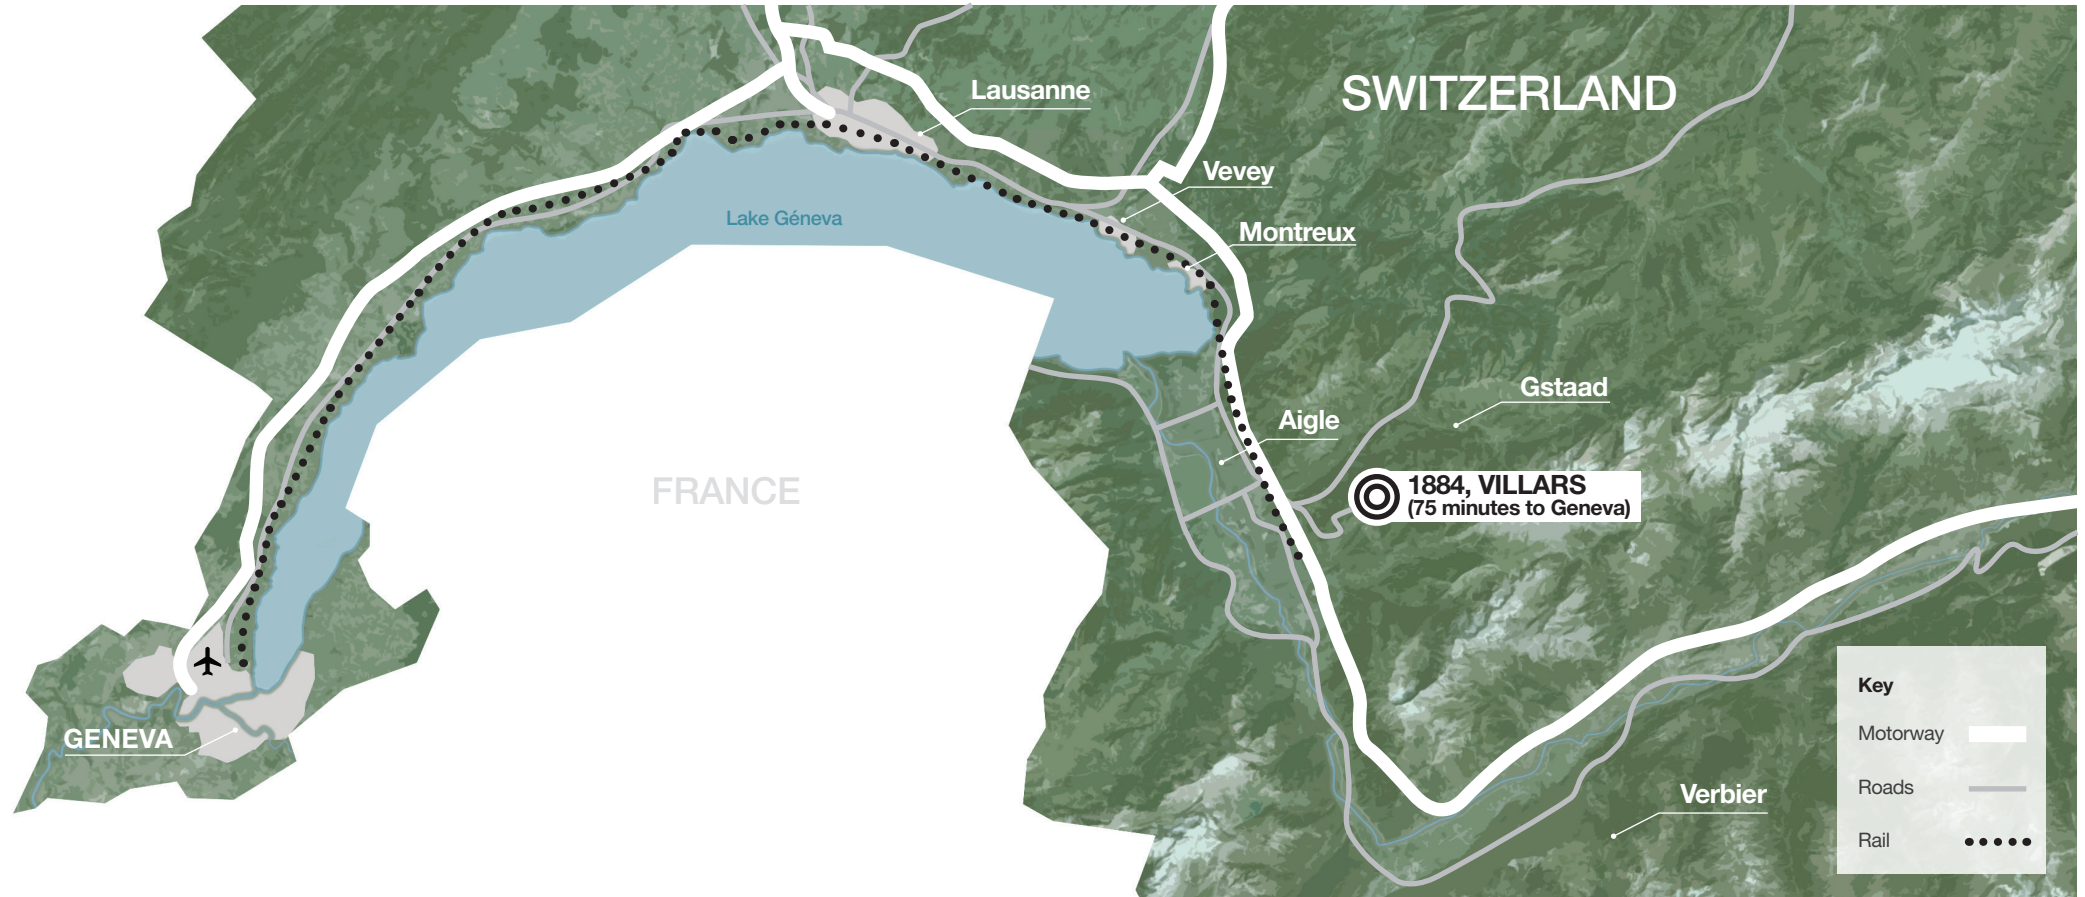 SWITZERLAND
Lausanne
Vevey
Lake Géneva
Montreux
Gstaad
Aigle
FRANCE
1884, VILLARS
(75 minutes to Geneva)
GENEVA
Verbier
Key
Motorway
Roads
Rail